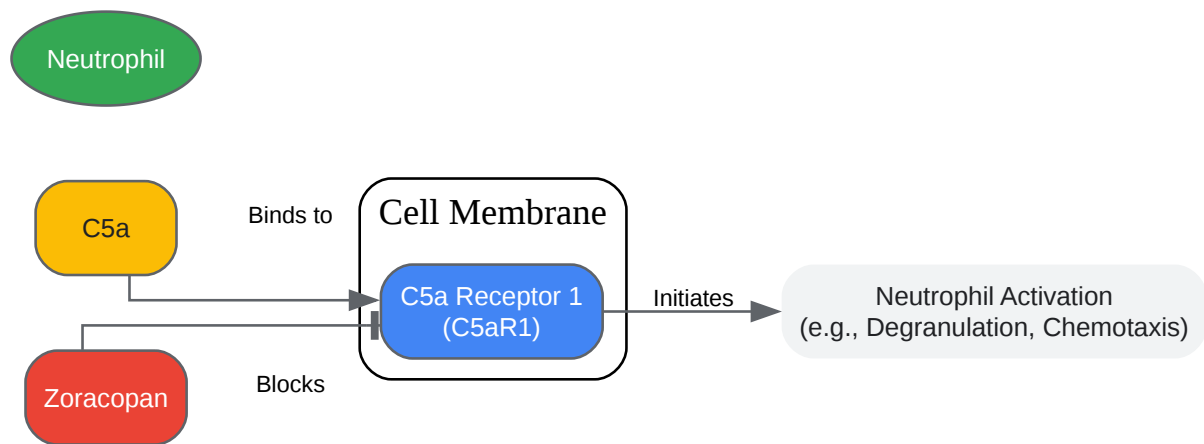 Neutrophil
C5a
Binds to
Cell Membrane
C5a Receptor 1
(C5aR1)
Initiates
Neutrophil Activation
(e.g., Degranulation, Chemotaxis)
Zoracopan
Blocks